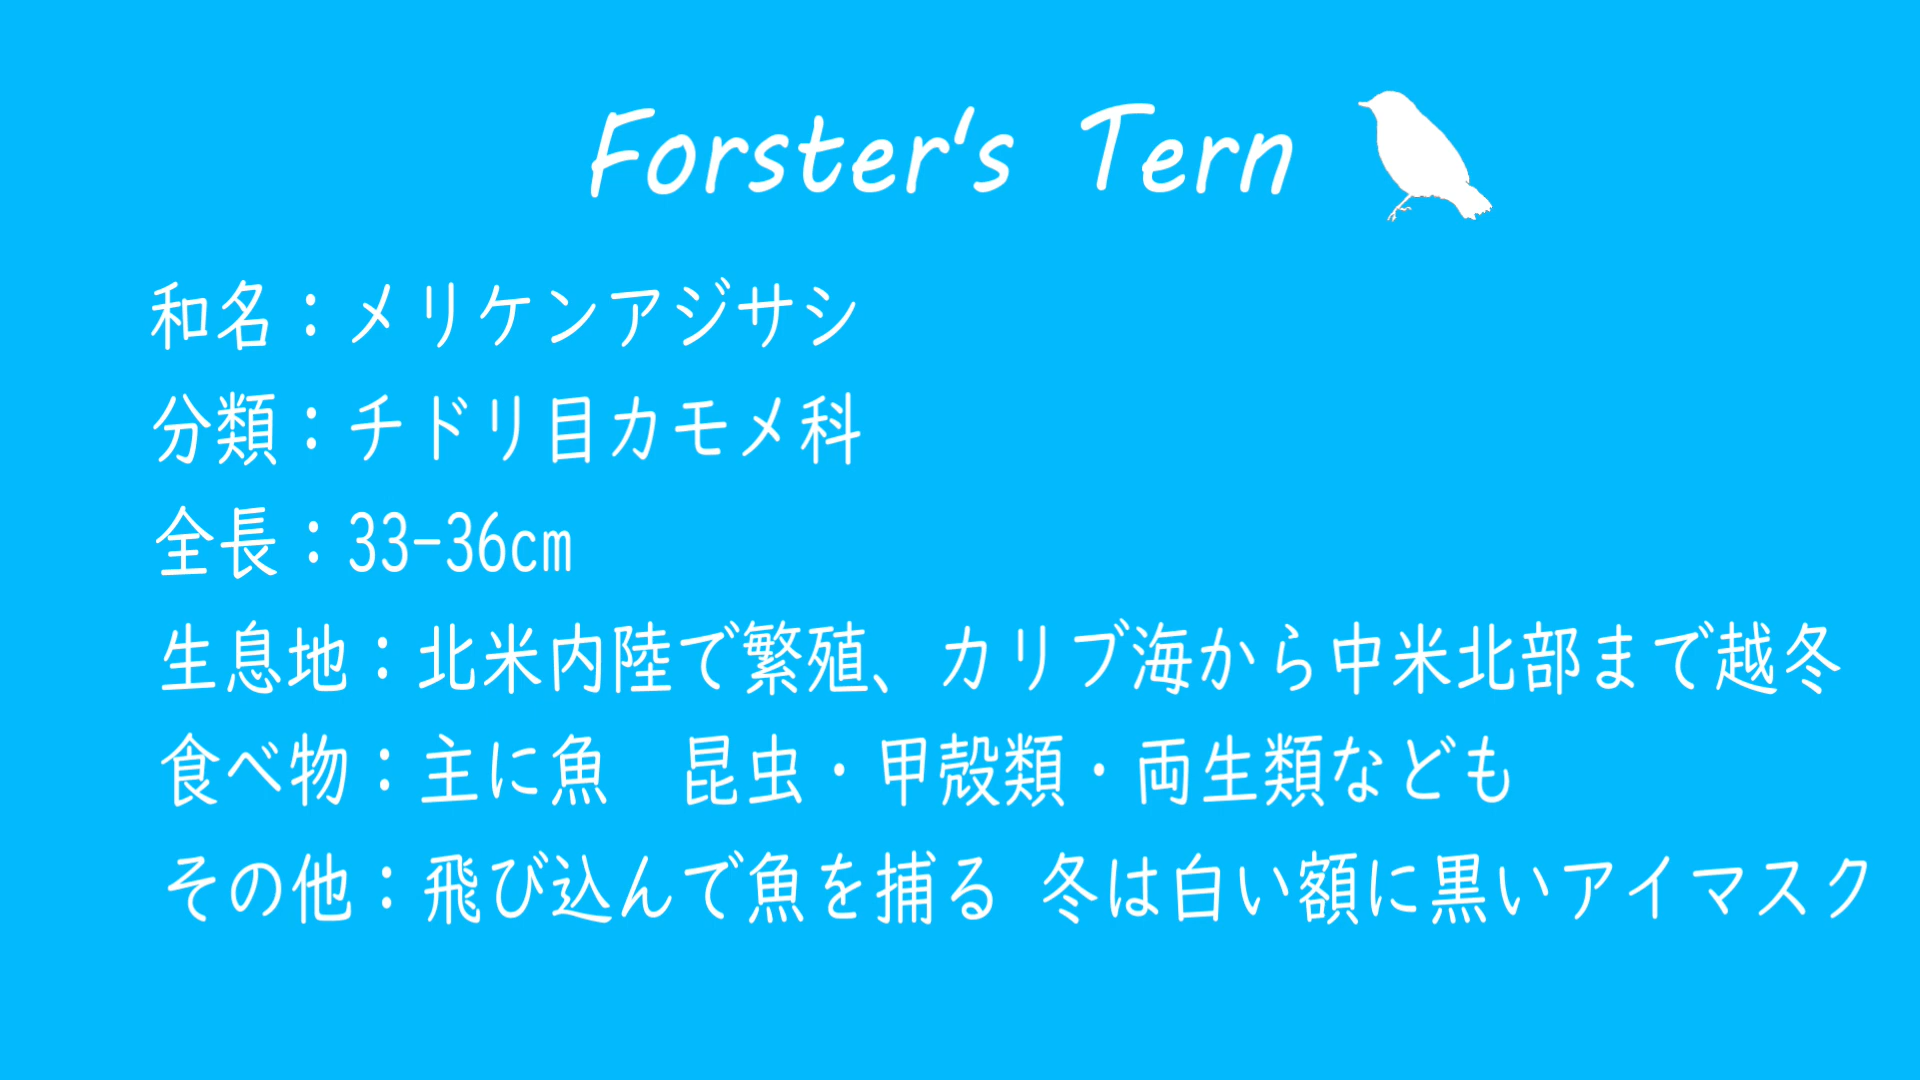 Forster's Tern
和名：メリケンアジサシ
分類：チドリ目カモメ科
全長：33-36cm
生息地：北米内陸で繁殖、カリブ海から中米北部まで越冬
食べ物：主に魚　昆虫・甲殻類・両生類なども
その他：飛び込んで魚を捕る 冬は白い額に黒いアイマスク